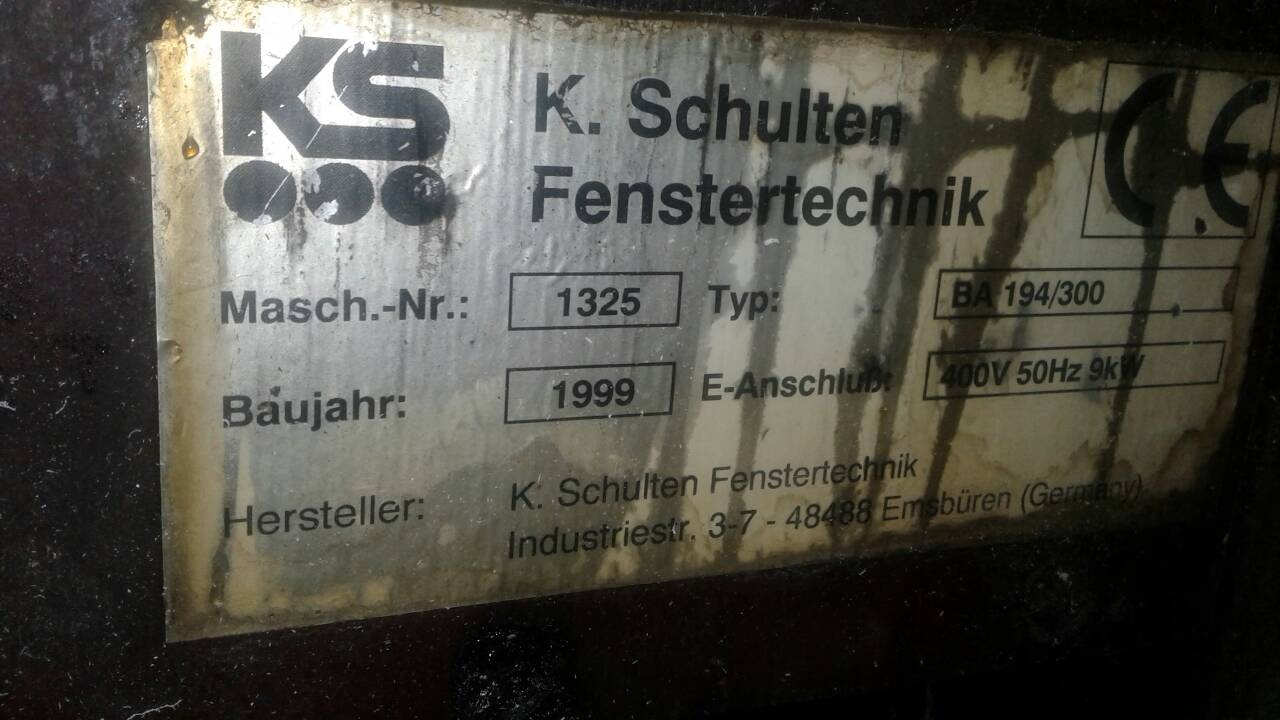 KS
K. Schulten
Fenstertechnik
CE
Masch.-Nr.: 1325 Typ: BA 194/300
Baujahr: 1999 E-Anschluß: 400V 50Hz 9kW
Hersteller: K. Schulten Fenstertechnik
Industriestr. 3-7 - 48488 Emsbüren (Germany)